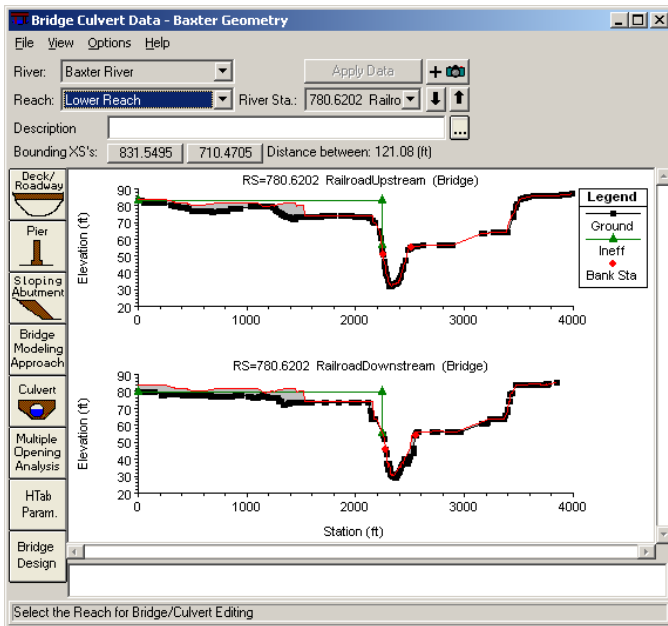 Bridge Culvert Data - Baxter Geometry
File View Options Help
River: Baxter River Apply Data
Reach: Lower Reach River Sta.: 780.6202 Railro
Description ...
Bounding XS's: 831.5495 710.4705 Distance between: 121.08 (ft)
Deck/
Roadway
Pier
Sloping
Abutment
Bridge
Modeling
Approach
Culvert
Multiple
Opening
Analysis
HTab
Param.
Bridge
Design
RS=780.6202 RailroadUpstream (Bridge)
Elevation (ft)
90
80
70
60
50
40
30
20
0 1000 2000 3000 4000
Legend
Ground
Ineff
Bank Sta
RS=780.6202 RailroadDownstream (Bridge)
Elevation (ft)
90
80
70
60
50
40
30
20
0 1000 2000 3000 4000
Station (ft)
Select the Reach for Bridge/Culvert Editing